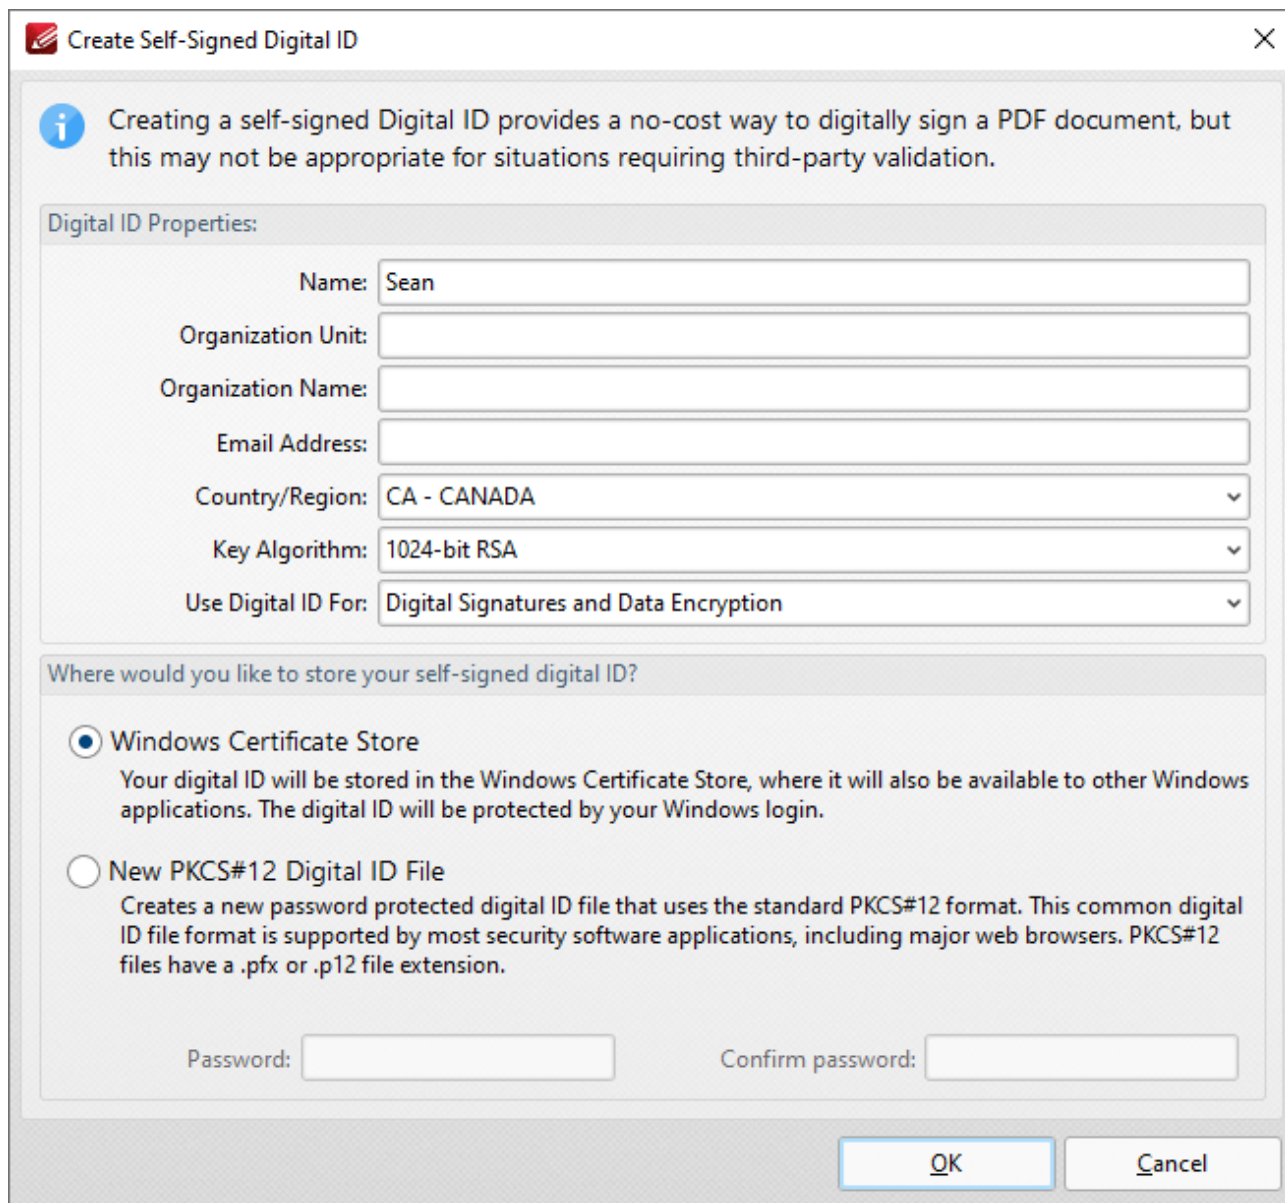 Create Self-Signed Digital ID
Creating a self-signed Digital ID provides a no-cost way to digitally sign a PDF document, but
this may not be appropriate for situations requiring third-party validation.
Digital ID Properties:
Name: Sean
Organization Unit:
Organization Name:
Email Address:
Country/Region: CA - CANADA
Key Algorithm: 1024-bit RSA
Use Digital ID For: Digital Signatures and Data Encryption
Where would you like to store your self-signed digital ID?
Windows Certificate Store
Your digital ID will be stored in the Windows Certificate Store, where it will also be available to other Windows
applications. The digital ID will be protected by your Windows login.
New PKCS#12 Digital ID File
Creates a new password protected digital ID file that uses the standard PKCS#12 format. This common digital
ID file format is supported by most security software applications, including major web browsers. PKCS#12
files have a .pfx or .p12 file extension.
Password: Confirm password:
OK Cancel